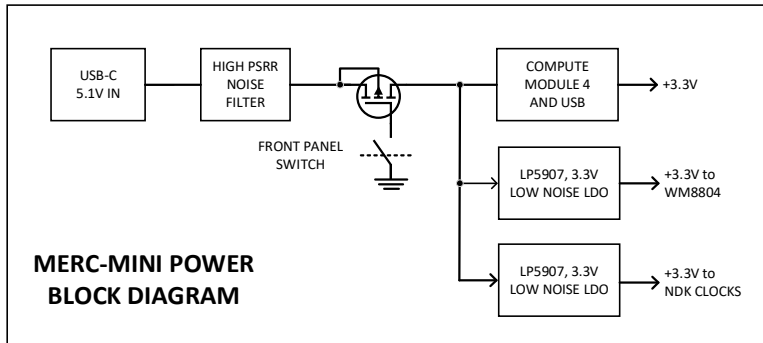 USB-C
5.1V IN
HIGH PSRR
NOISE
FILTER
COMPUTE
MODULE 4
AND USB
+3.3V
FRONT PANEL
SWITCH
LP5907, 3.3V
LOW NOISE LDO
+3.3V to
WM8804
LP5907, 3.3V
LOW NOISE LDO
+3.3V to
NDK CLOCKS
MERC-MINI POWER
BLOCK DIAGRAM